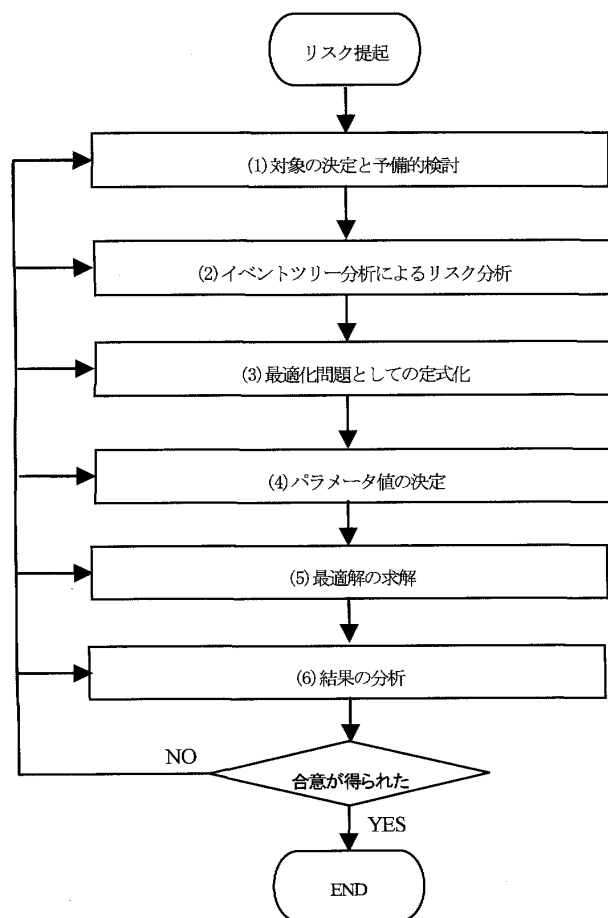 リスク提起
(1)対象の決定と予備的検討
(2)イベントツリー分析によるリスク分析
(3)最適化問題としての定式化
(4)パラメータ値の決定
(5)最適解の求解
(6)結果の分析
NO
合意が得られた
YES
END